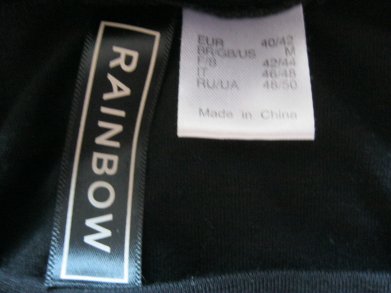 RAINBOW
EUR 40/42
BR/GB/US M
F/B 42/44
IT 46/48
RU/UA 48/50
Made in China